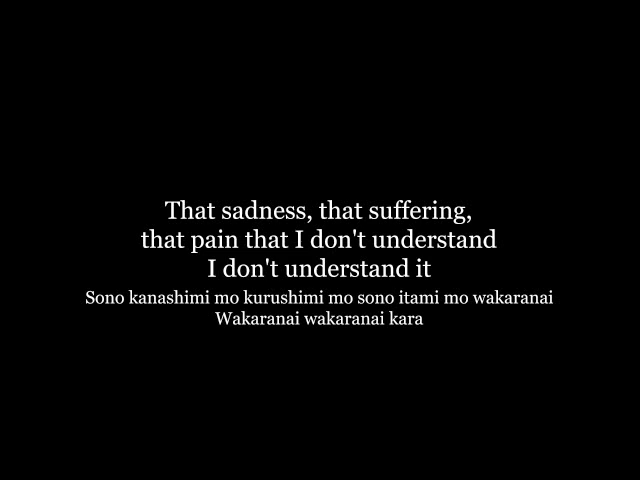 That sadness, that suffering,
that pain that I don't understand
I don't understand it
Sono kanashimi mo kurushimi mo sono itami mo wakaranai
Wakaranai wakaranai kara